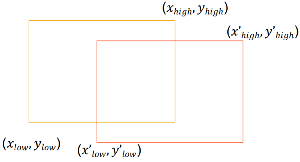 (x_high, y_high)
(x'_high, y'_high)
(x_low, y_low)
(x'_low, y'_low)